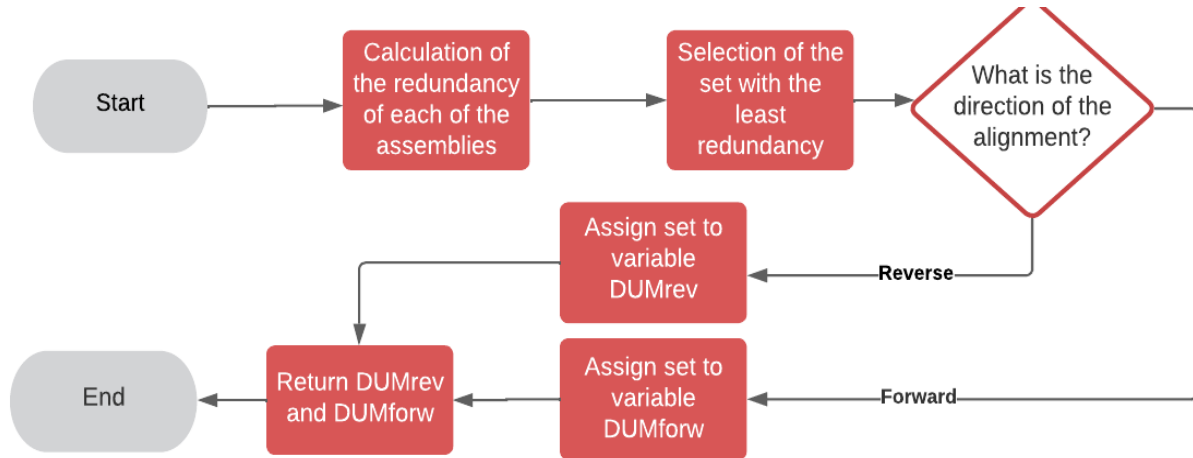 Start
Calculation of
the redundancy
of each of the
assemblies
Selection of the
set with the
least
redundancy
What is the
direction of the
alignment?
Assign set to
variable
DUMrev
Reverse
End
Return DUMrev
and DUMforw
Assign set to
variable
DUMforw
Forward